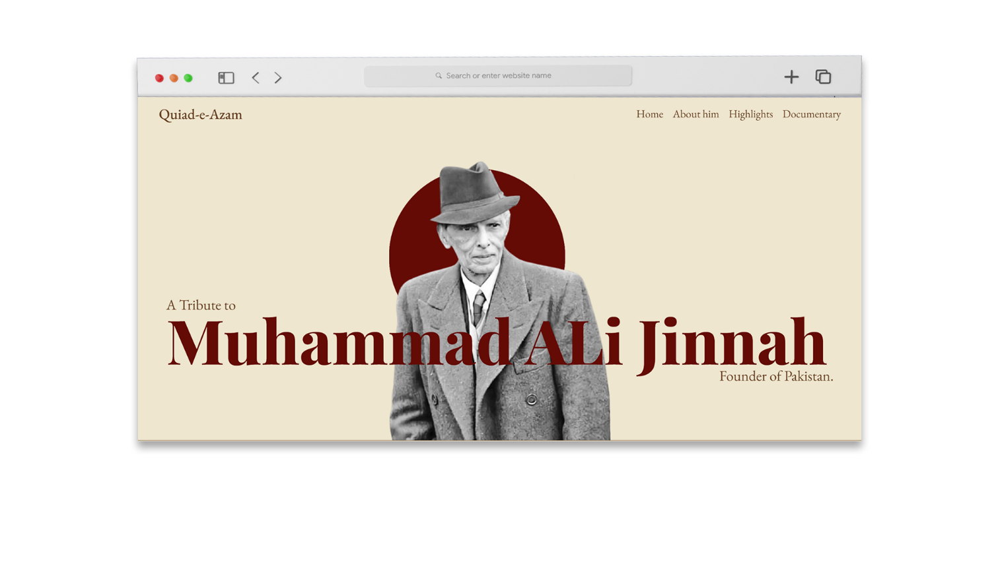 Search or enter website name
Quiad-e-Azam
Home About him Highlights Documentary
A Tribute to
Muhammad ALi Jinnah
Founder of Pakistan.